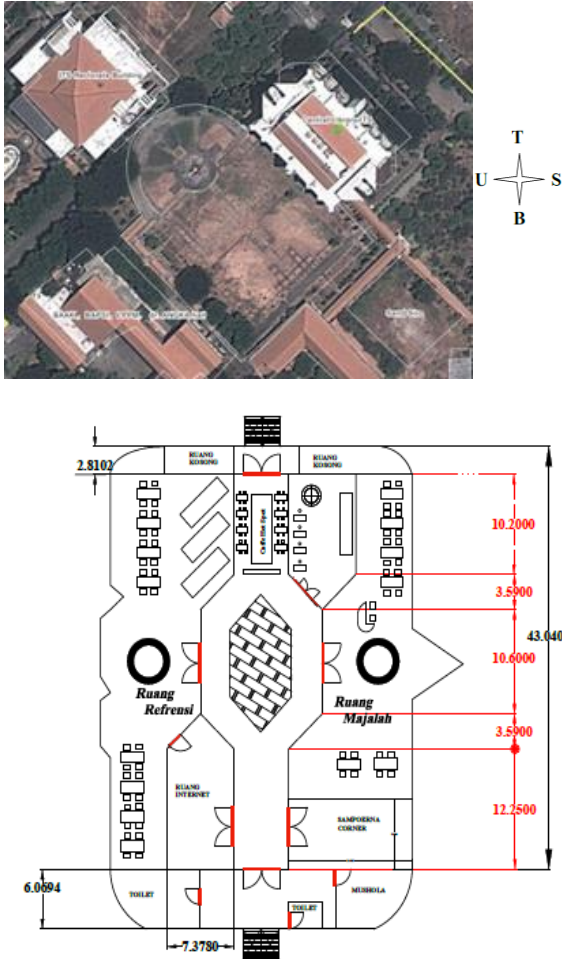 T
U
S
B
RUANG
KOSONG
RUANG
KOSONG
2.8102
10.2000
3.5900
43.040
10.6000
Ruang
Refrensi
Ruang
Majalah
3.5900
RUANG
INTERNET
SAMPOERNA
CORNER
12.2500
6.0694
TOILET
MUSHOLA
TOILET
7.3780